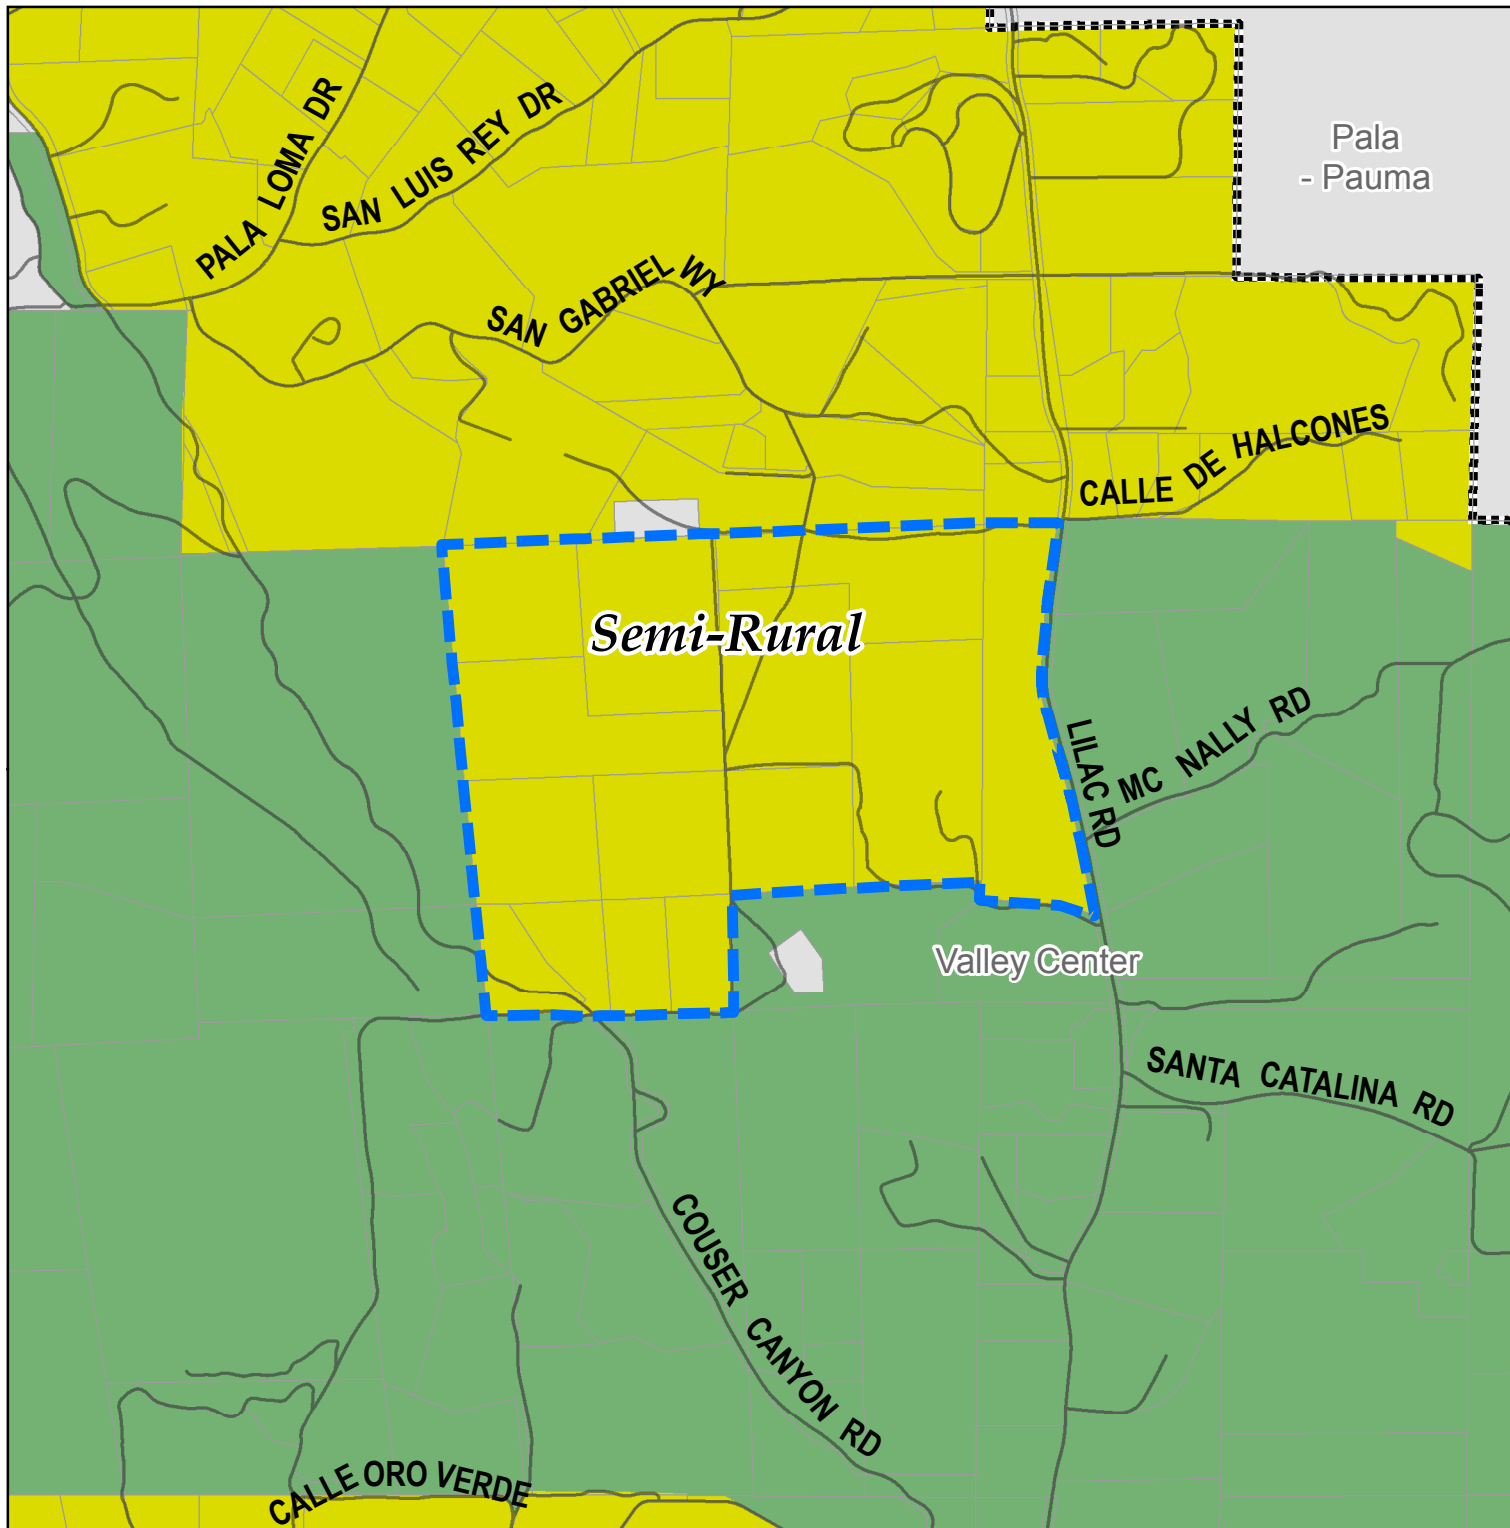 PALA LOMA DR
SAN LUIS REY DR
Pala
- Pauma
SAN GABRIEL WY
CALLE DE HALCONES
Semi-Rural
LILAC RD
MC NALLY RD
Valley Center
SANTA CATALINA RD
COUSER CANYON RD
CALLE ORO VERDE